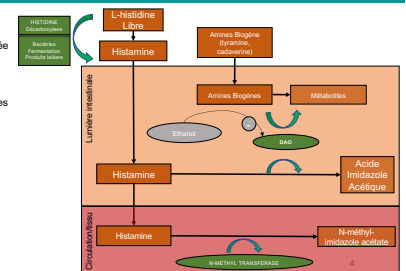 HISTIDINE
Décarboxylase
Bactéries
Fermentation
Produits laitiers
L-histidine
Libre
Histamine
Amines Biogène
(tyramine,
cadaverine)
Lumière intestinale
Amines Biogènes
Métabolites
Ethanol
DAO
Histamine
Acide
Imidazole
Acétique
Circulation/tissu
Histamine
N-méthyl-
imidazole acétate
N-METHYL TRANSFERASE
4